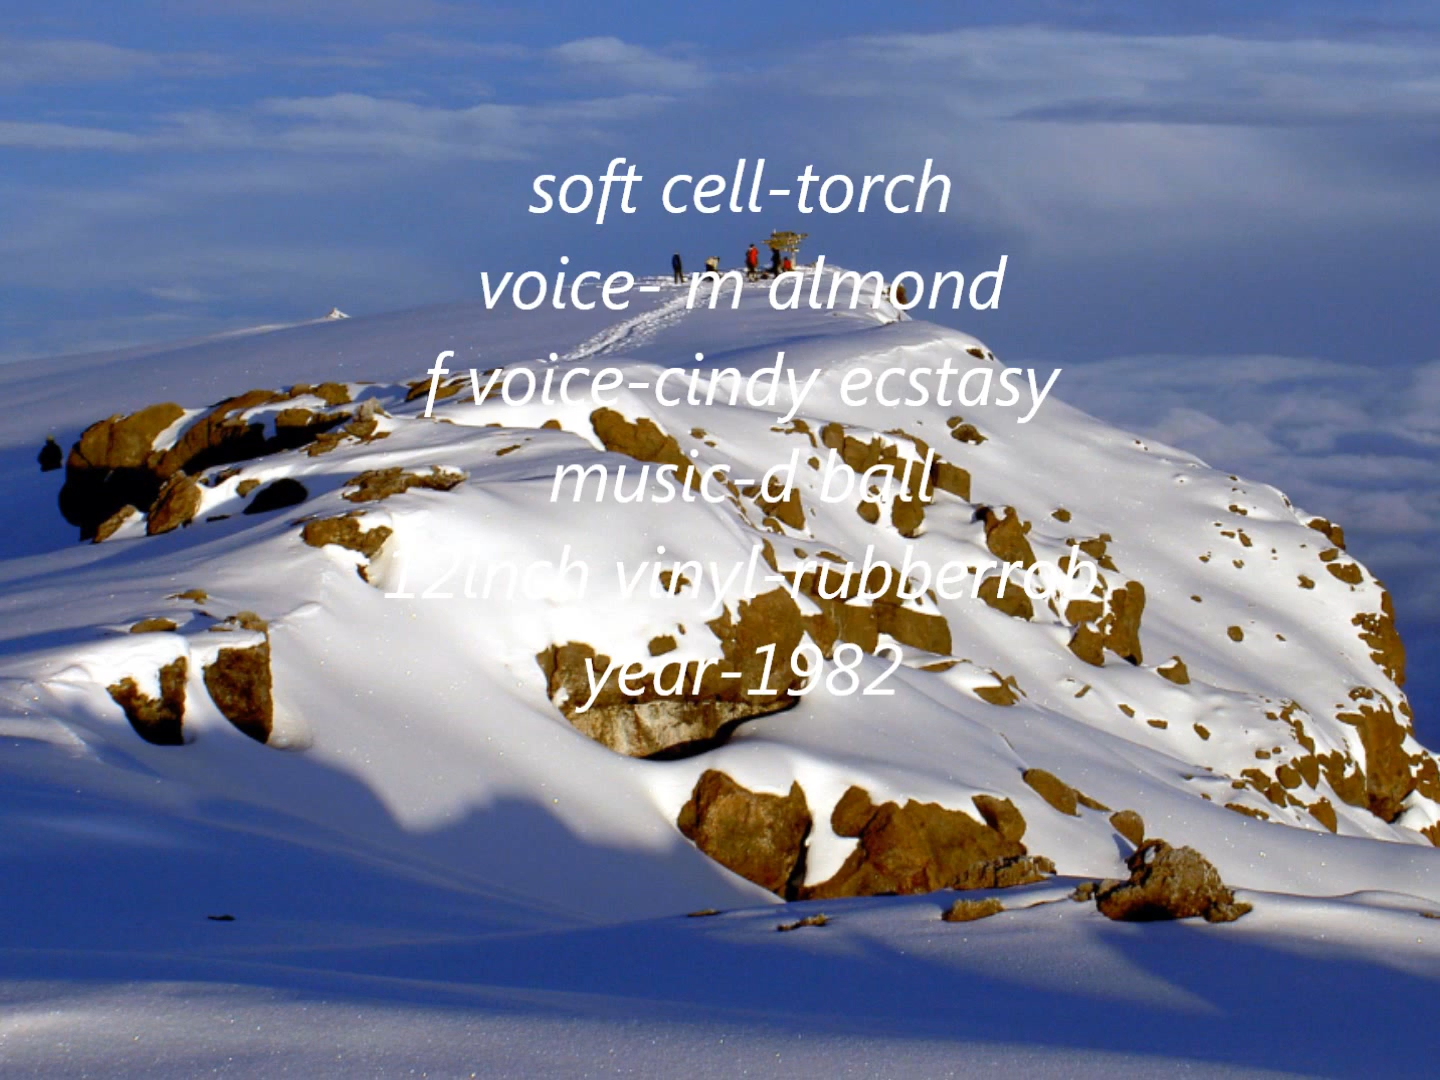 soft cell-torch
voice- m almond
f voice-cindy ecstasy
music-d ball
12inch vinyl-rubberrob
year-1982